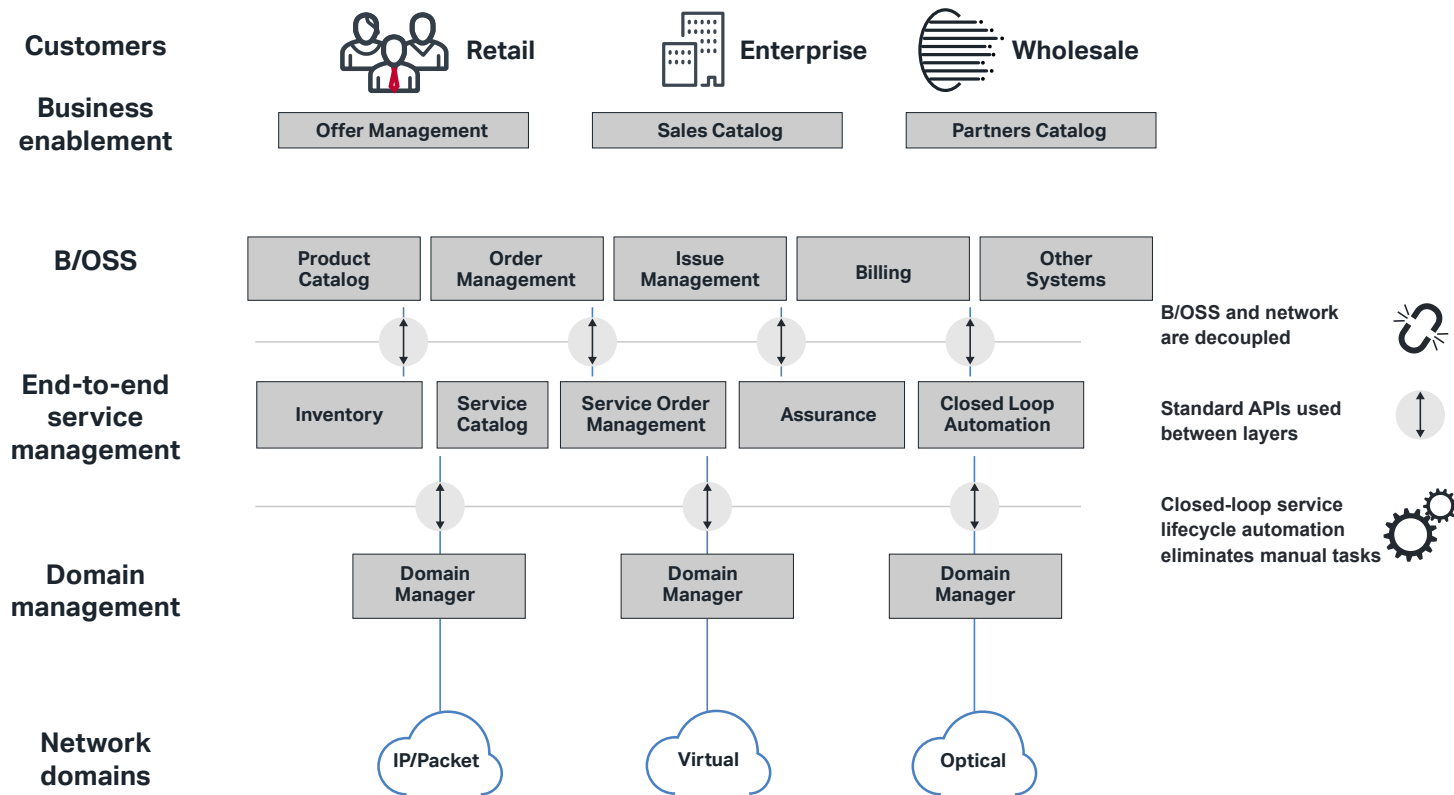 Customers
Retail
Enterprise
Wholesale
Business
enablement
Offer Management
Sales Catalog
Partners Catalog
B/OSS
Product
Catalog
Order
Management
Issue
Management
Billing
Other
Systems
B/OSS and network
are decoupled
End-to-end
service
management
Inventory
Service
Catalog
Service Order
Management
Assurance
Closed Loop
Automation
Standard APIs used
between layers
Closed-loop service
lifecycle automation
eliminates manual tasks
Domain
management
Domain
Manager
Domain
Manager
Domain
Manager
Network
domains
IP/Packet
Virtual
Optical